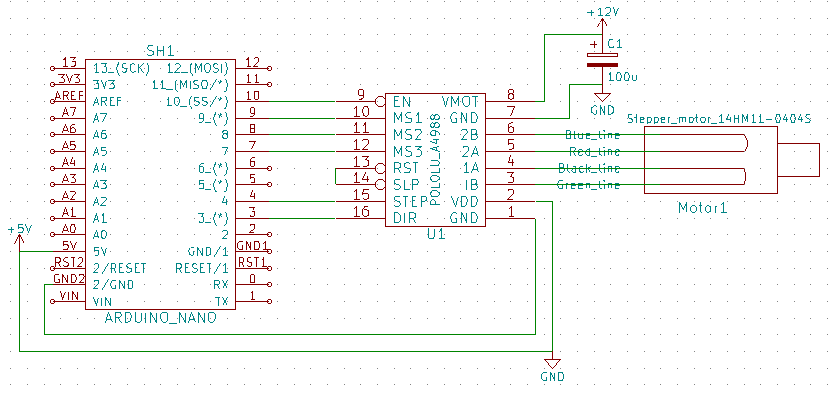 +12V
C1
+
100u
GND
SH1
13 13_(SCK) 12_(MOSI) 12
3V3 3V3 11_(MISO/*) 11
AREF AREF 10_(SS/*) 10
A7 A7 9_(*) 9
A6 A6 8 8
A5 A5 7 7
A4 A4 6_(*) 6
A3 A3 5_(*) 5
A2 A2 4 4
A1 A1 3_(*) 3
A0 A0 2 2
5V 5V GND/1 GND1
RST2 2/RESET RESET/1 RST1
GND2 2/GND RX 0
VIN VIN TX 1
ARDUINO_NANO
+5V
9 EN VMOT 8
10 MS1 GND 7
11 MS2 2B 6
12 MS3 2A 5
13 RST 1A 4
14 SLP 1B 3
15 STEP VDD 2
16 DIR GND 1
POLOLU_A4988
U1
Stepper_motor_14HM11-0404S
Blue_line
Red_line
Black_line
Green_line
Motor1
GND